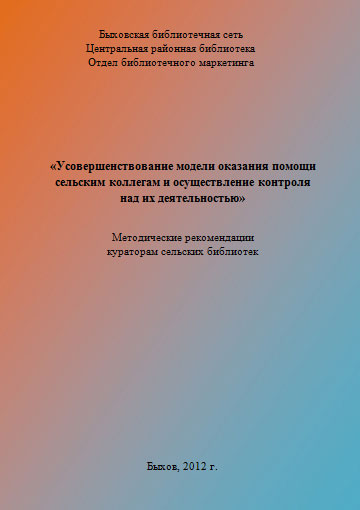 Быховская библиотечная сеть
Центральная районная библиотека
Отдел библиотечного маркетинга
«Усовершенствование модели оказания помощи
сельским коллегам и осуществление контроля
над их деятельностью»
Методические рекомендации
кураторам сельских библиотек
Быхов, 2012 г.